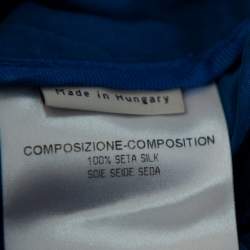 Made in Hungary
COMPOSIZIONE-COMPOSITION
100% SETA SILK
SOIE SEIDE SEDA